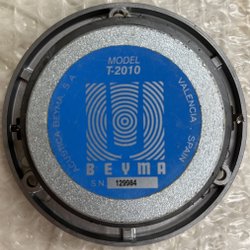 MODEL
T-2010
ACUSTICA BEYMA S A
VALENCIA - SPAIN
BEYMA
S.N. 129984